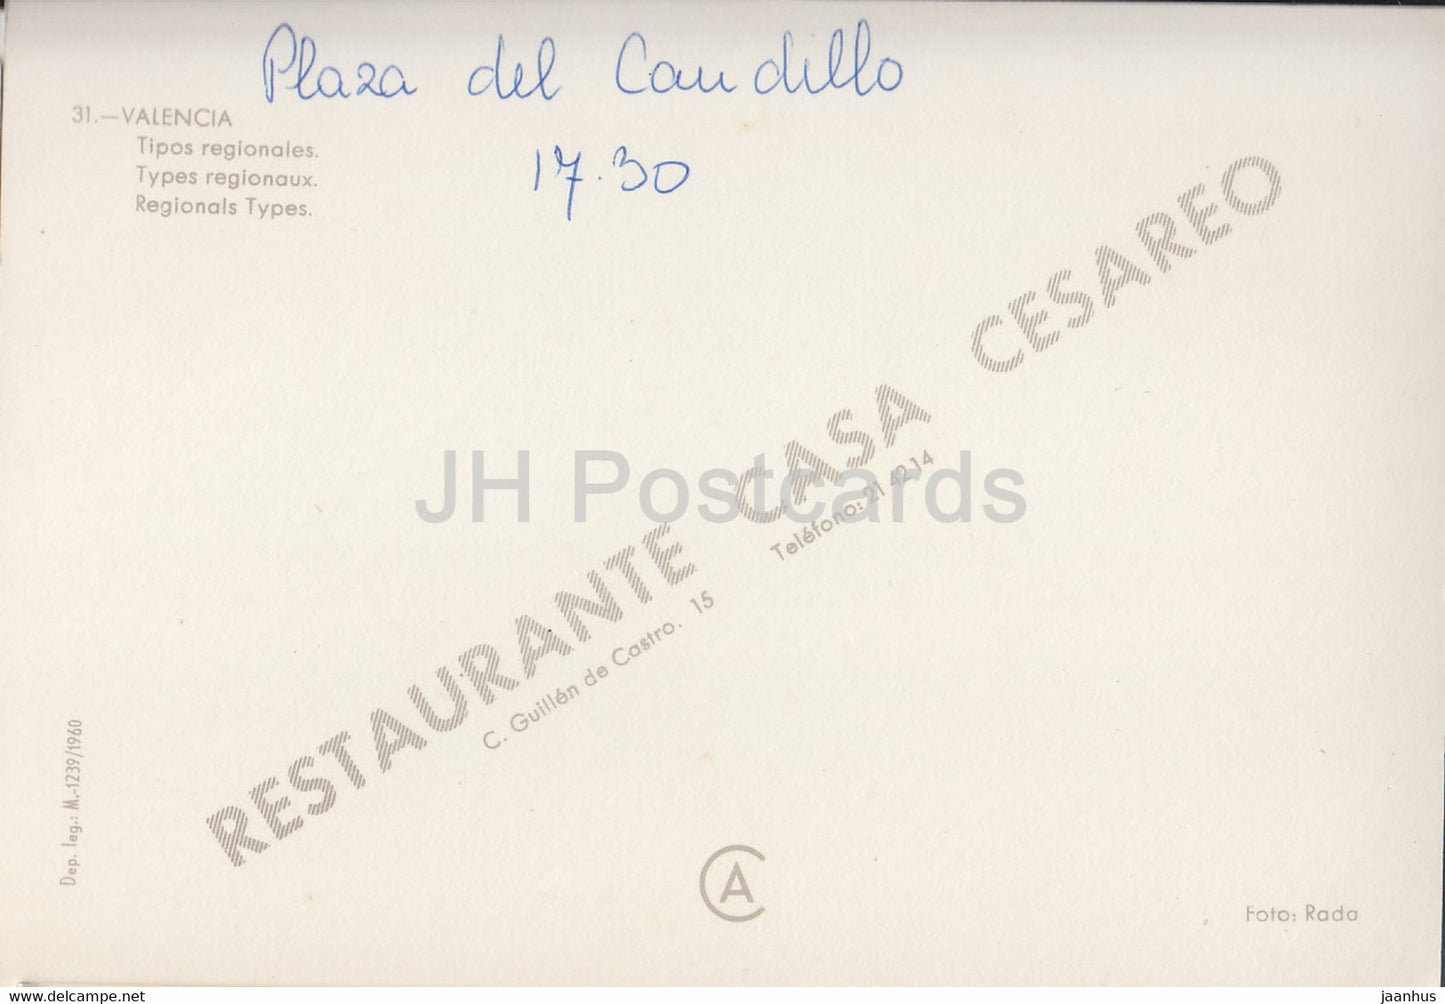 Plaza del Caudillo
17.30
31.—VALENCIA
Tipos regionales.
Types regionaux.
Regionals Types.
RESTAURANTE CASA CESAREO
C. Guillén de Castro. 15
Teléfono: 21 42 14
JH Postcards
Dep. leg.: M.-1239/1960
CA
Foto: Rada
www.delcampe.net
jaanhus